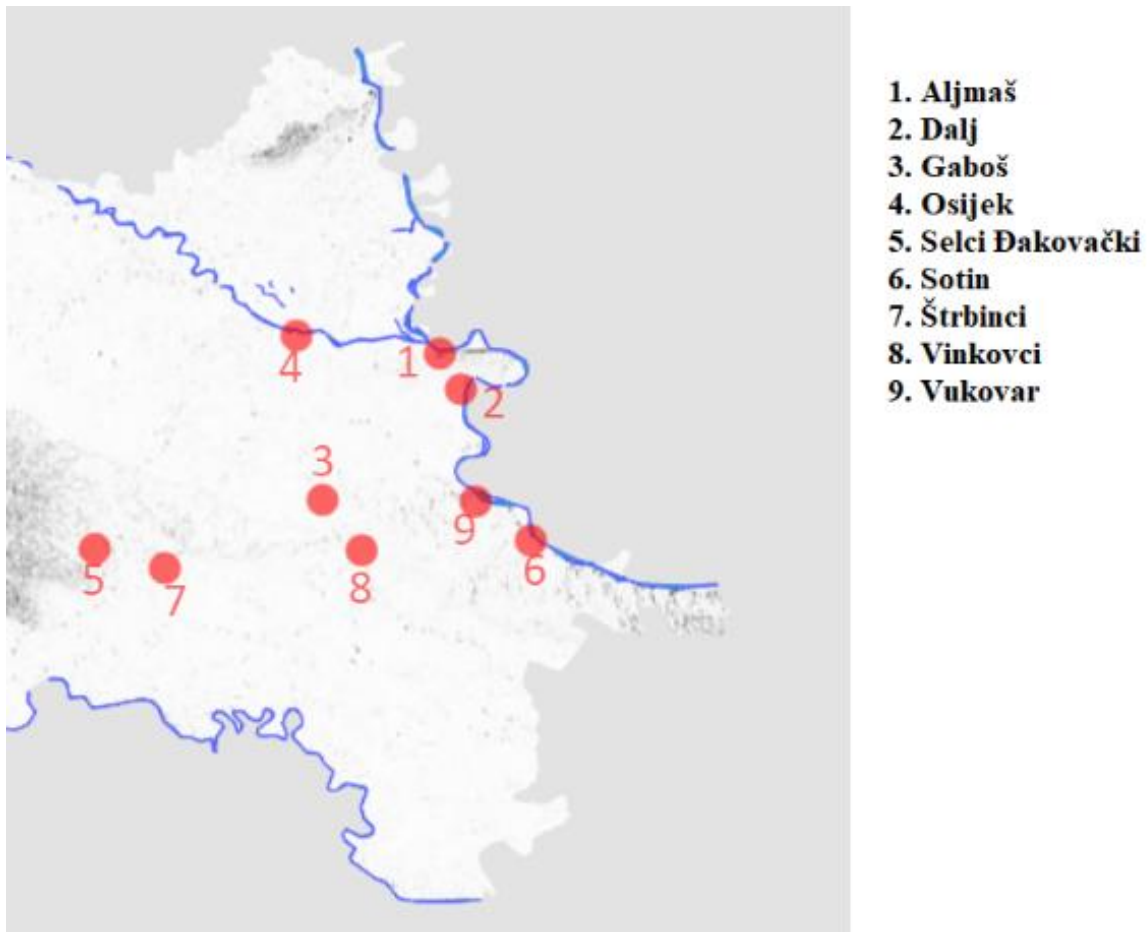 1. Aljmaš
2. Dalj
3. Gaboš
4. Osijek
5. Selci Đakovački
6. Sotin
7. Štrbinci
8. Vinkovci
9. Vukovar
4
1
2
3
9
6
5
7
8